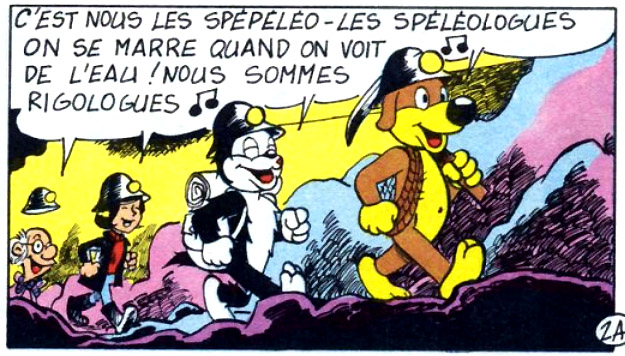 C'EST NOUS LES SPÉPÉLÉO-LES SPÉLÉOLOGUES
ON SE MARRE QUAND ON VOIT
DE L'EAU ! NOUS SOMMES
RIGOLOGUES
2A